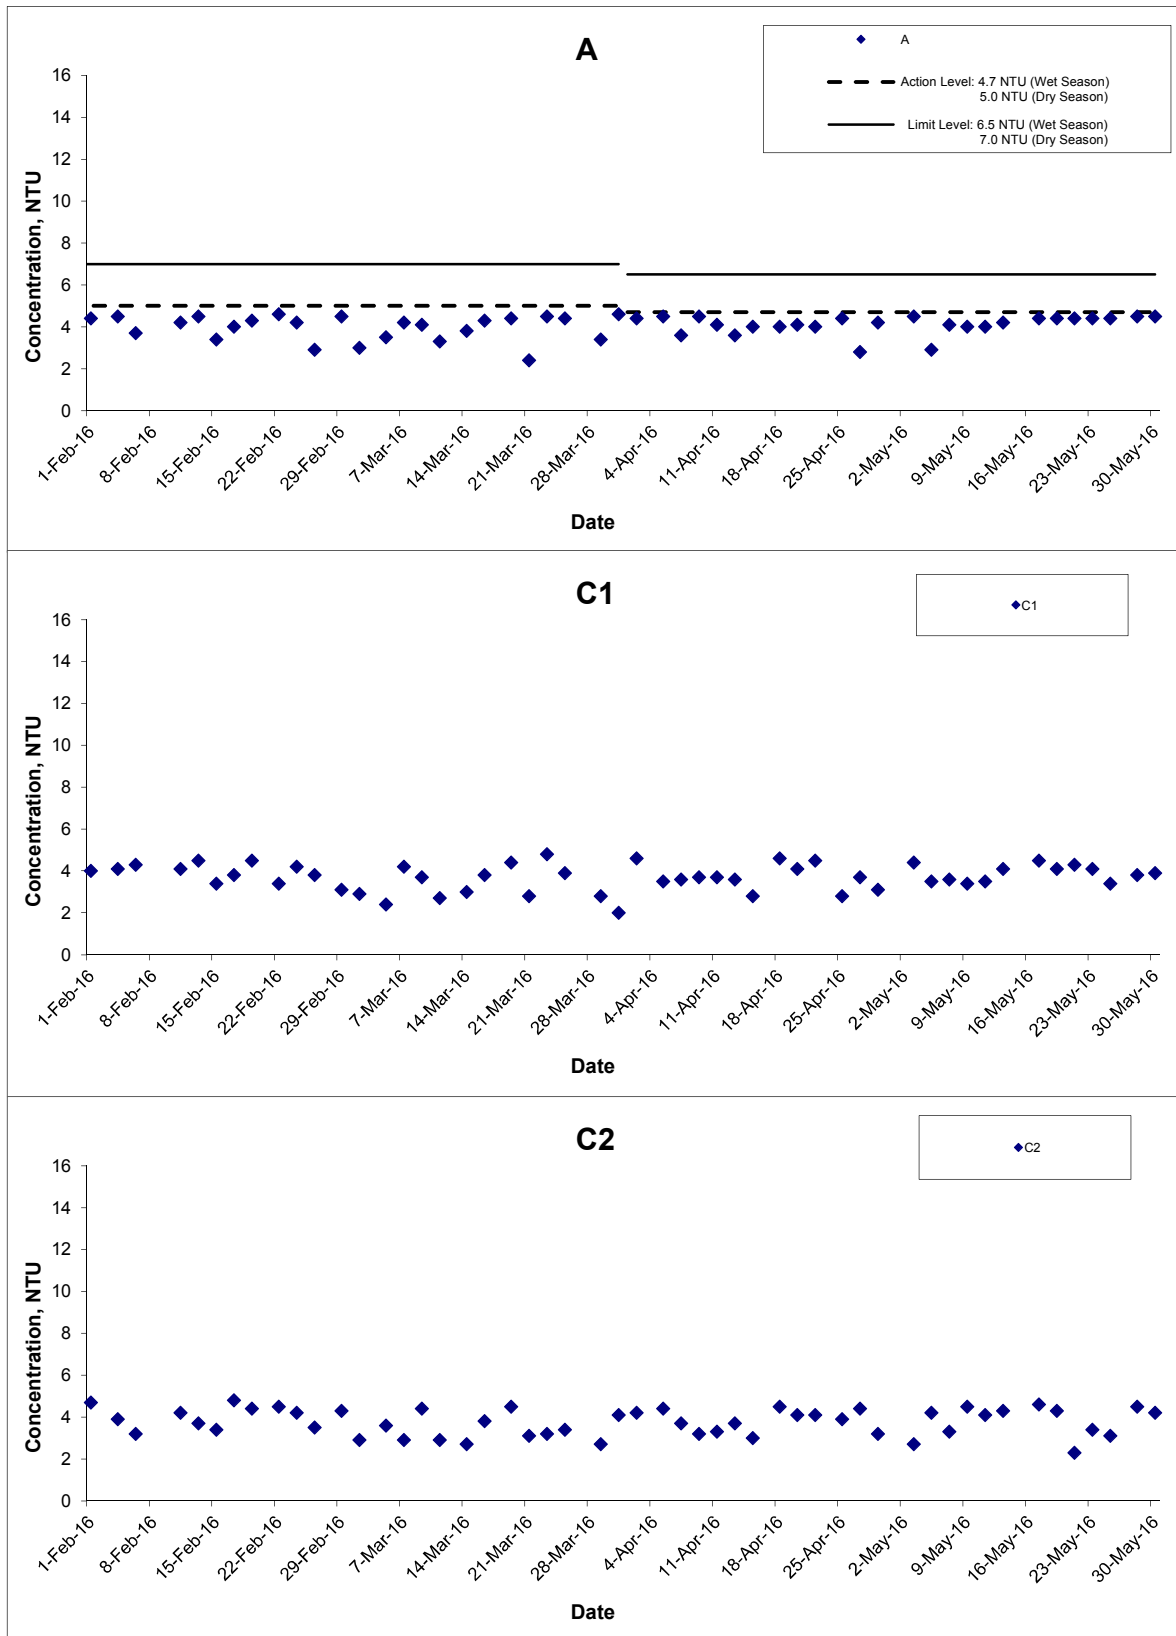 A
A
Action Level: 4.7 NTU (Wet Season)
5.0 NTU (Dry Season)
Limit Level: 6.5 NTU (Wet Season)
7.0 NTU (Dry Season)
Concentration, NTU
16
14
12
10
8
6
4
2
0
1-Feb-16
8-Feb-16
15-Feb-16
22-Feb-16
29-Feb-16
7-Mar-16
14-Mar-16
21-Mar-16
28-Mar-16
4-Apr-16
11-Apr-16
18-Apr-16
25-Apr-16
2-May-16
9-May-16
16-May-16
23-May-16
30-May-16
Date
C1
C1
Concentration, NTU
16
14
12
10
8
6
4
2
0
1-Feb-16
8-Feb-16
15-Feb-16
22-Feb-16
29-Feb-16
7-Mar-16
14-Mar-16
21-Mar-16
28-Mar-16
4-Apr-16
11-Apr-16
18-Apr-16
25-Apr-16
2-May-16
9-May-16
16-May-16
23-May-16
30-May-16
Date
C2
C2
Concentration, NTU
16
14
12
10
8
6
4
2
0
1-Feb-16
8-Feb-16
15-Feb-16
22-Feb-16
29-Feb-16
7-Mar-16
14-Mar-16
21-Mar-16
28-Mar-16
4-Apr-16
11-Apr-16
18-Apr-16
25-Apr-16
2-May-16
9-May-16
16-May-16
23-May-16
30-May-16
Date